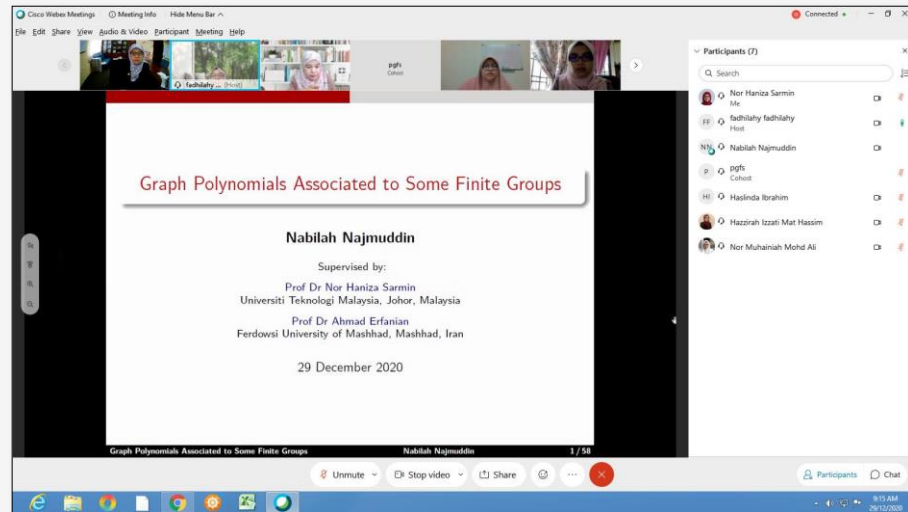 Cisco Webex Meetings Meeting Info Hide Menu Bar
Connected
File Edit Share View Audio & Video Participant Meeting Help
fadhilahy ... (Host)
pgfs
Cohost
Graph Polynomials Associated to Some Finite Groups
Nabilah Najmuddin
Supervised by:
Prof Dr Nor Haniza Sarmin
Universiti Teknologi Malaysia, Johor, Malaysia
Prof Dr Ahmad Erfanian
Ferdowsi University of Mashhad, Mashhad, Iran
29 December 2020
Graph Polynomials Associated to Some Finite Groups Nabilah Najmuddin 1 / 58
Participants (7)
Search
Nor Haniza Sarmin
Me
FF fadhilahy fadhilahy
Host
NN Nabilah Najmuddin
P pgfs
Cohost
HI Haslinda Ibrahim
Hazzirah Izzati Mat Hassim
Nor Muhainiah Mohd Ali
Unmute Stop video Share
Participants Chat
9:15 AM
29/12/2020